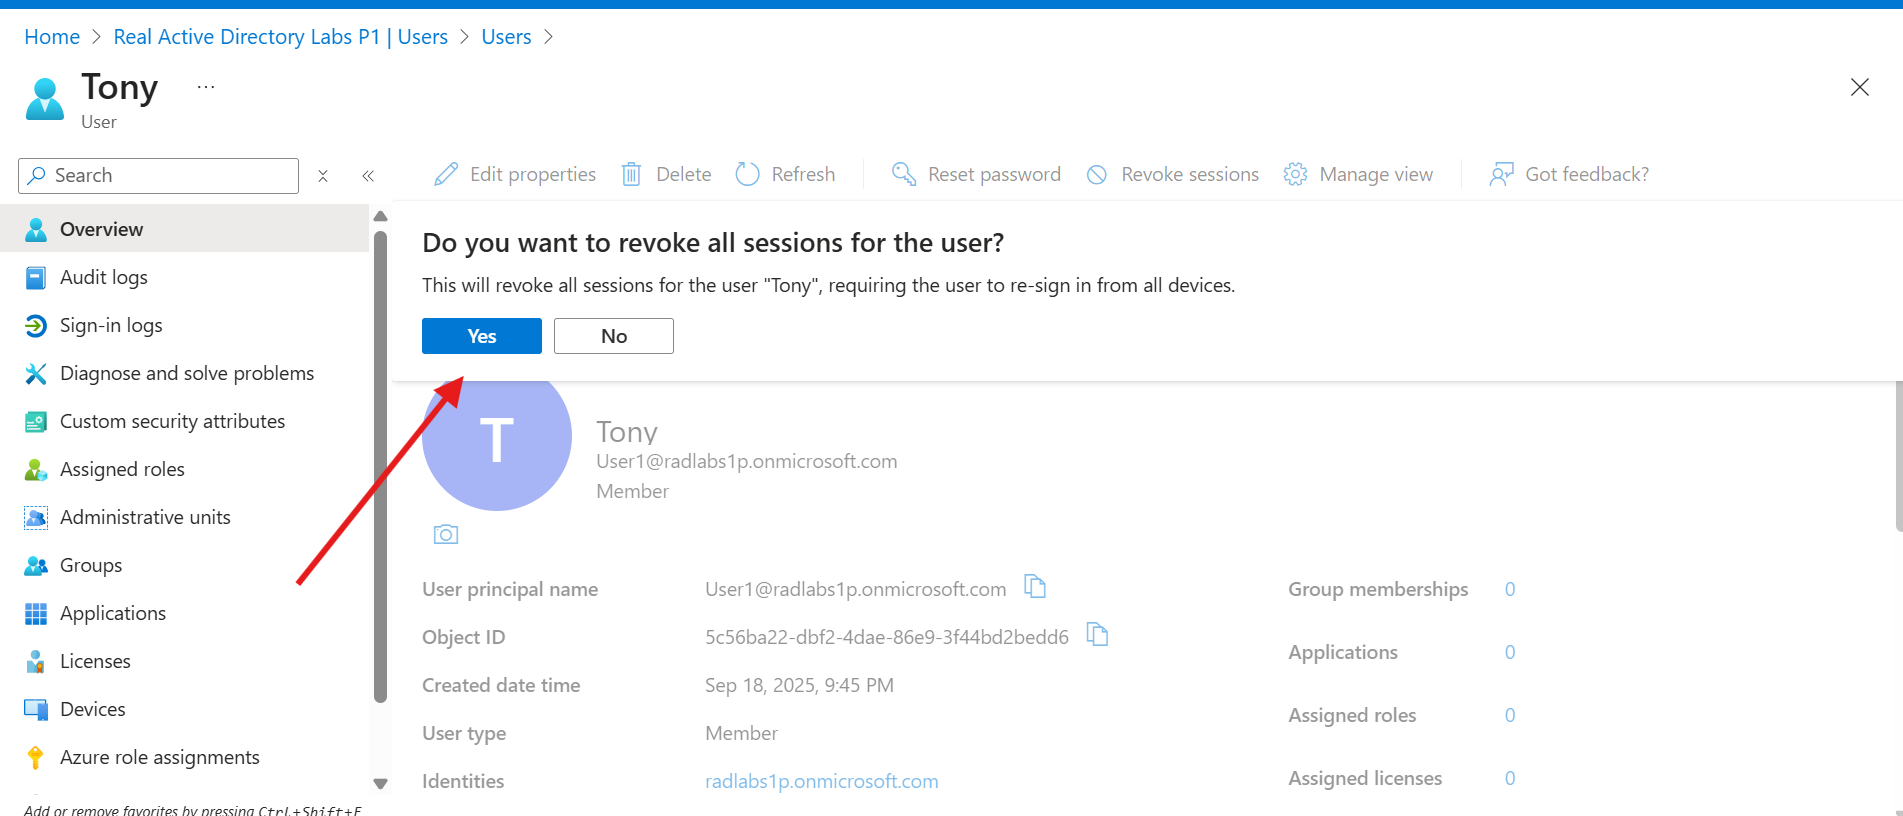 Home > Real Active Directory Labs P1 | Users > Users >
Tony ...
User
Search
Edit properties Delete Refresh Reset password Revoke sessions Manage view Got feedback?
Overview
Audit logs
Sign-in logs
Diagnose and solve problems
Custom security attributes
Assigned roles
Administrative units
Groups
Applications
Licenses
Devices
Azure role assignments
Add or remove favorites by pressing Ctrl+Shift+F
Do you want to revoke all sessions for the user?
This will revoke all sessions for the user "Tony", requiring the user to re-sign in from all devices.
Yes No
T
Tony
User1@radlabs1p.onmicrosoft.com
Member
User principal name User1@radlabs1p.onmicrosoft.com
Object ID 5c56ba22-dbf2-4dae-86e9-3f44bd2bedd6
Created date time Sep 18, 2025, 9:45 PM
User type Member
Identities radlabs1p.onmicrosoft.com
Group memberships 0
Applications 0
Assigned roles 0
Assigned licenses 0